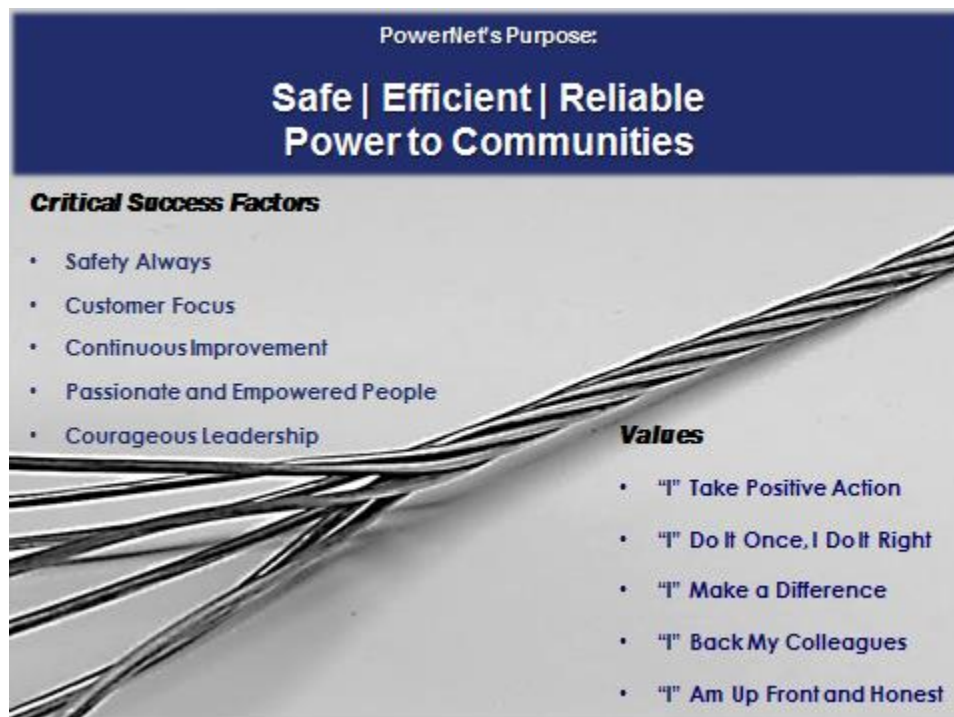 PowerNet's Purpose:
Safe | Efficient | Reliable
Power to Communities
Critical Success Factors
• Safety Always
• Customer Focus
• Continuous Improvement
• Passionate and Empowered People
• Courageous Leadership
Values
• "I" Take Positive Action
• "I" Do It Once, I Do It Right
• "I" Make a Difference
• "I" Back My Colleagues
• "I" Am Up Front and Honest